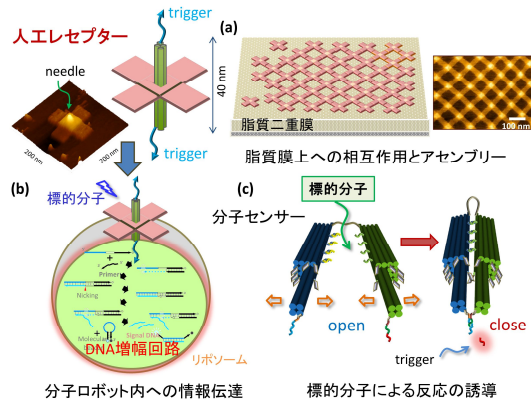 trigger
人工レセプター
(a)
needle
40 nm
脂質二重膜
100 nm
200 nm
200 nm
trigger
脂質膜上への相互作用とアセンブリー
(b)
標的分子
(c)
標的分子
分子センサー
Primer
Nicking
open
close
Signal DNA
DNA増幅回路
リポソーム
trigger
分子ロボット内への情報伝達
標的分子による反応の誘導